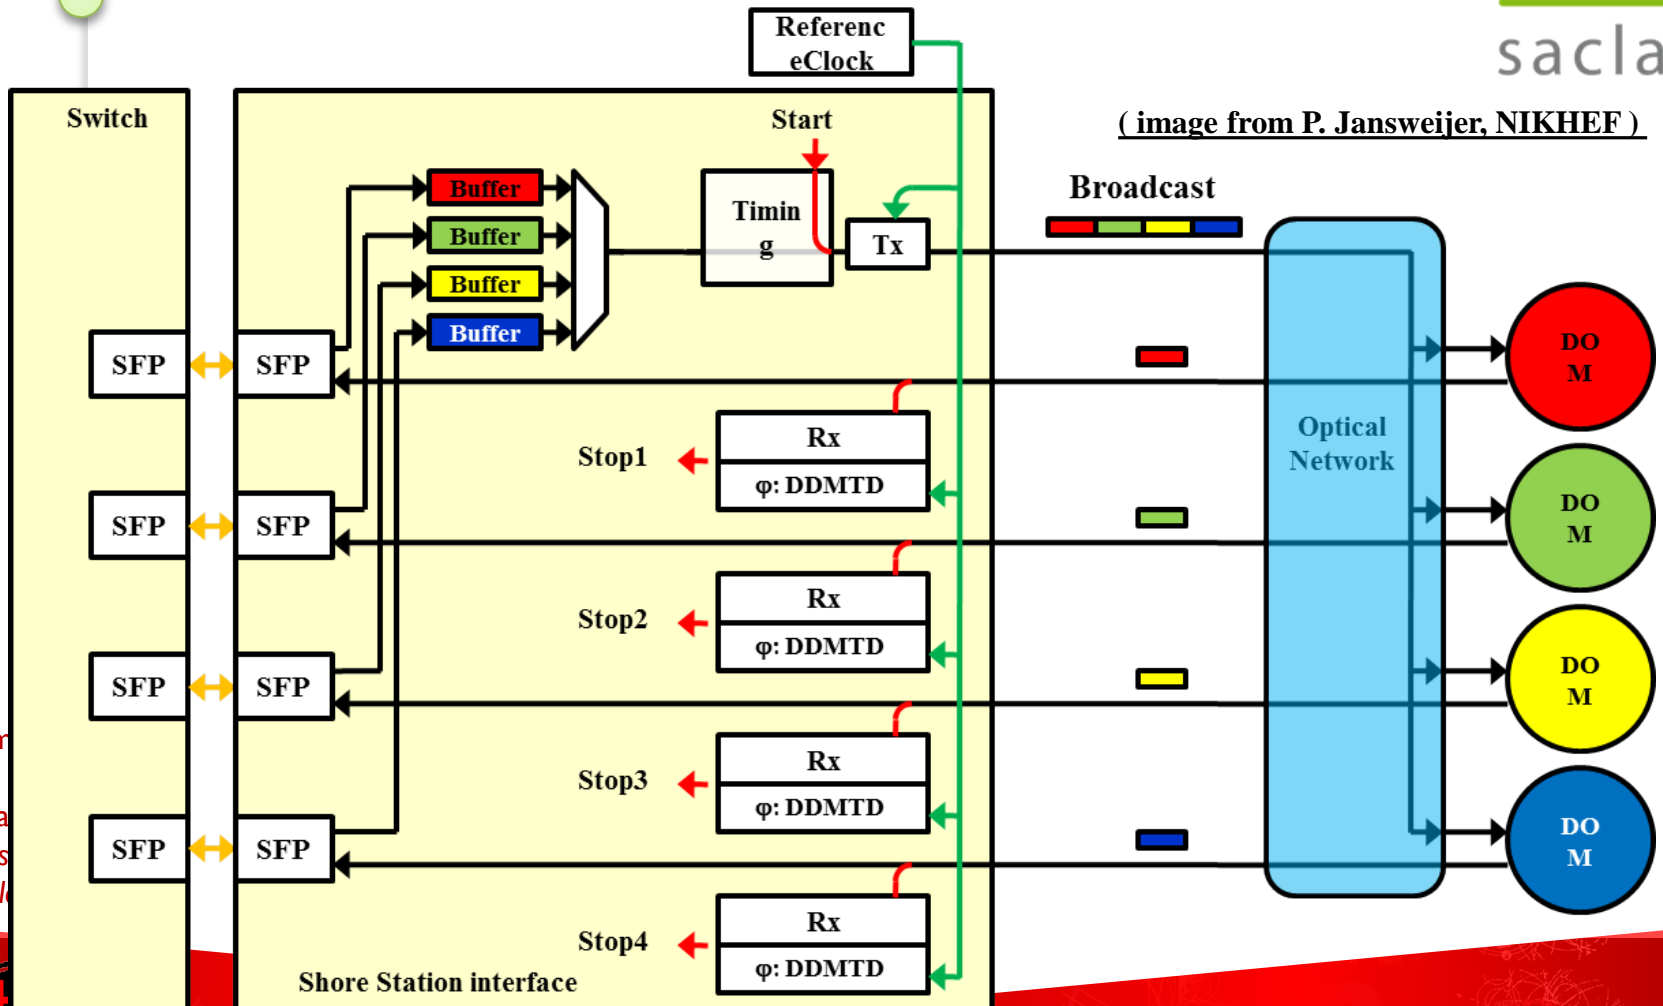 Referenc
eClock
sacla
Switch
Start
( image from P. Jansweijer, NIKHEF )
Buffer
Buffer
Buffer
Buffer
Timin
g
Tx
Broadcast
SFP
SFP
DO
M
Rx
φ: DDMTD
Stop1
Optical
Network
SFP
SFP
DO
M
Rx
φ: DDMTD
Stop2
SFP
SFP
DO
M
Rx
φ: DDMTD
Stop3
SFP
SFP
DO
M
Rx
φ: DDMTD
Stop4
Shore Station interface